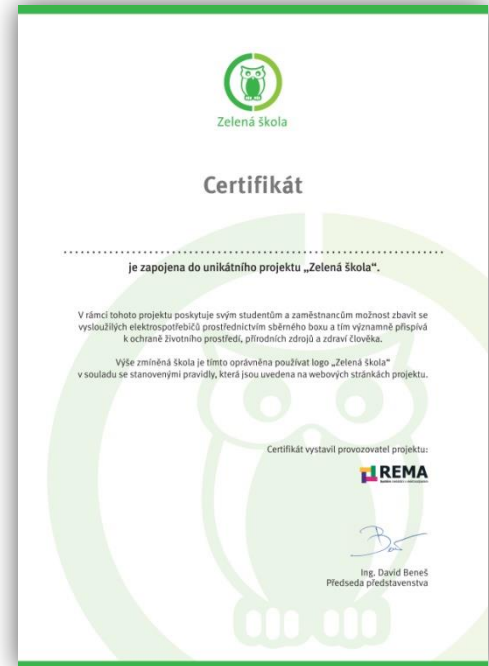 Zelená škola
Certifikát
je zapojena do unikátního projektu „Zelená škola“.
V rámci tohoto projektu poskytuje svým studentům a zaměstnancům možnost zbavit se
vysloužilých elektrospotřebičů prostřednictvím sběrného boxu a tím významně přispívá
k ochraně životního prostředí, přírodních zdrojů a zdraví člověka.
Výše zmíněná škola je tímto oprávněna používat logo „Zelená škola“
v souladu se stanovenými pravidly, která jsou uvedena na webových stránkách projektu.
Certifikát vystavil provozovatel projektu:
REMA
Ing. David Beneš
Předseda představenstva